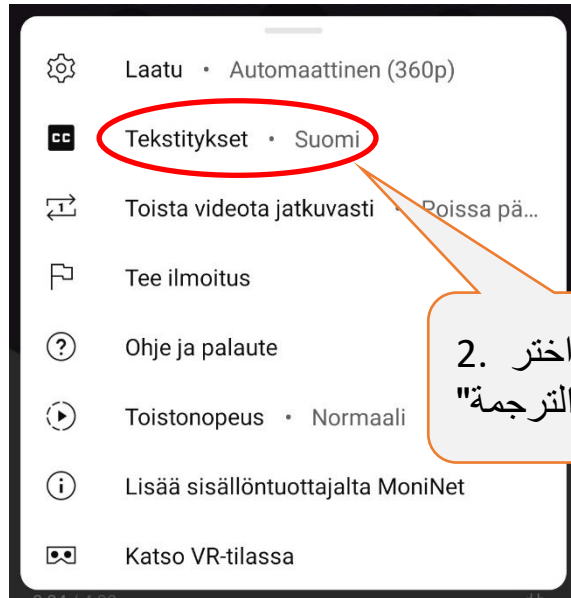 Laatu • Automaattinen (360p)
CC Tekstitykset • Suomi
Toista videota jatkuvasti • Poissa pä...
Tee ilmoitus
Ohje ja palaute
2. اختر
الترجمة"
Toistonopeus • Normaali
Lisää sisällöntuottajalta MoniNet
Katso VR-tilassa